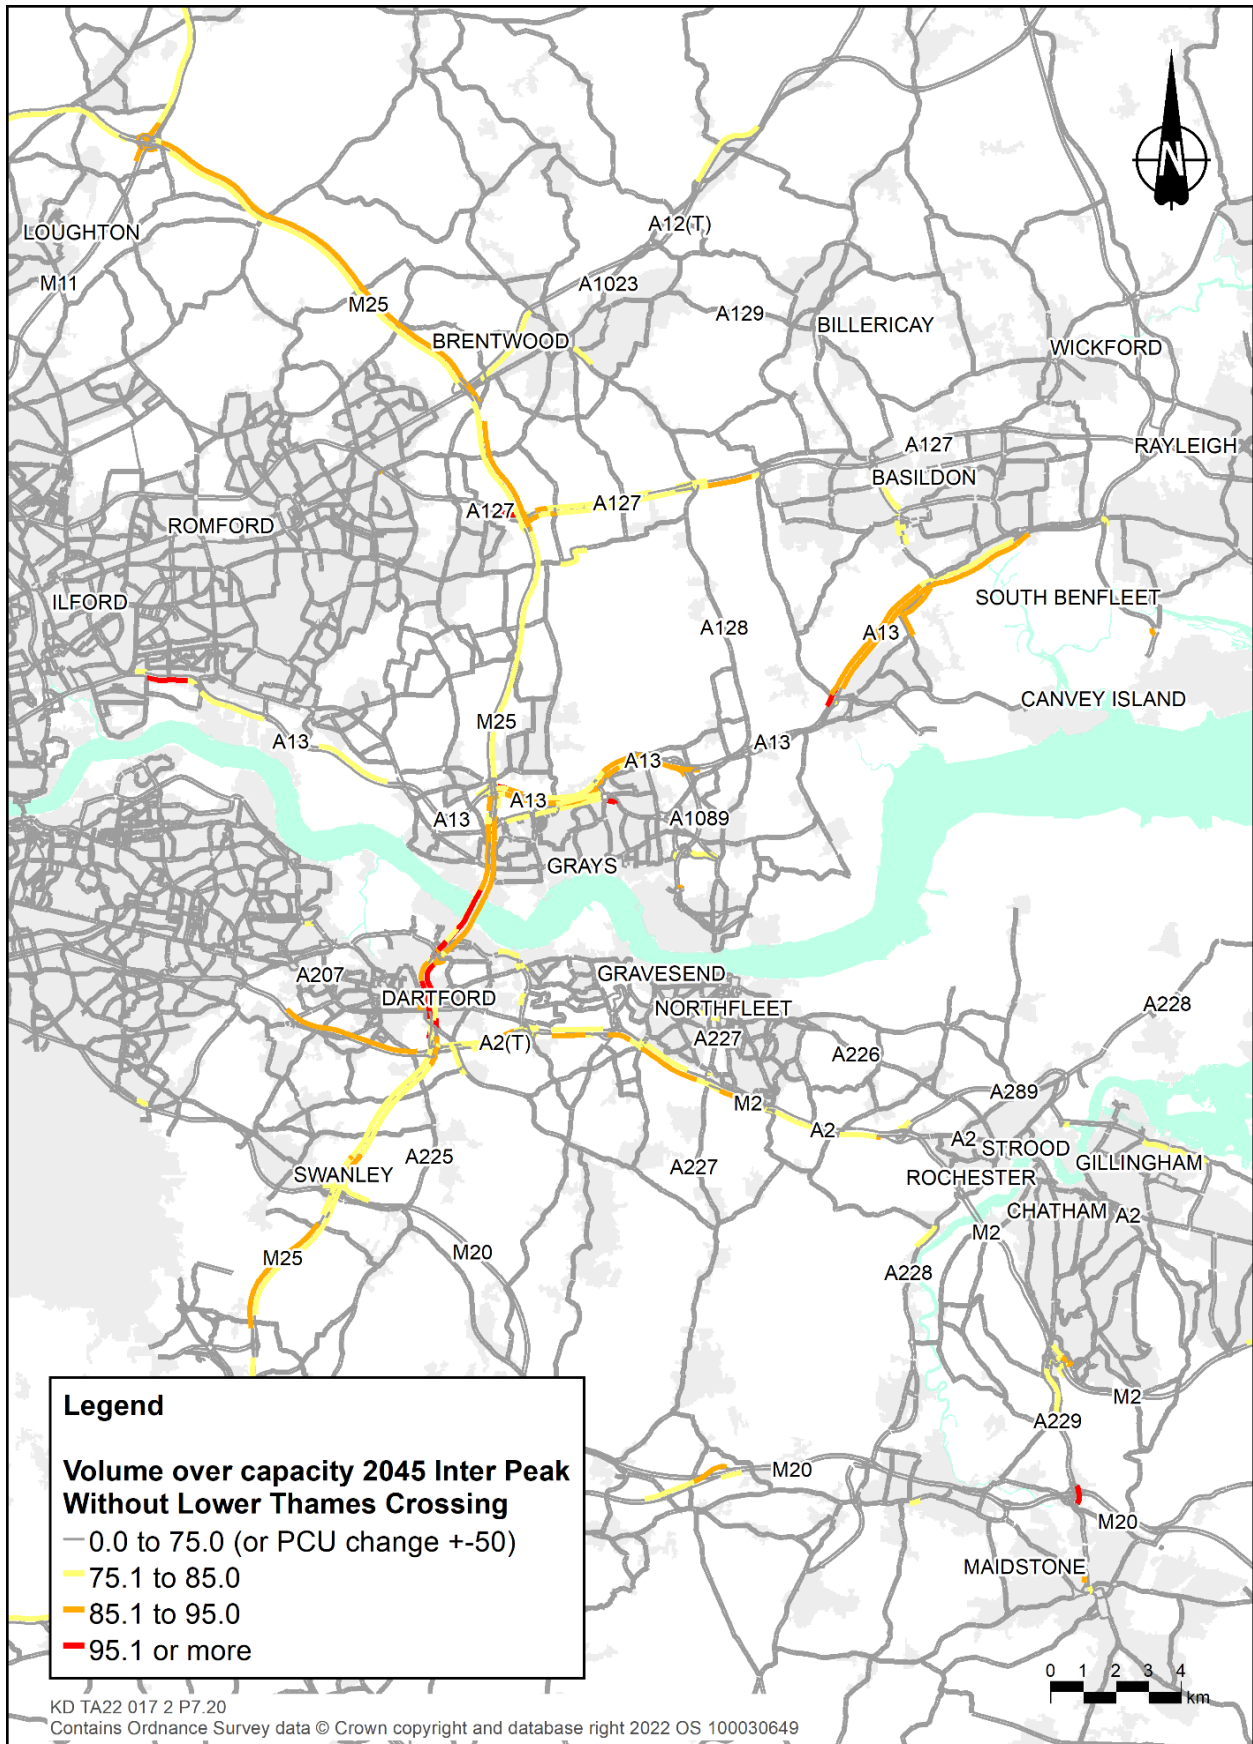 N
A12(T)
LOUGHTON
M11
A1023
M25
A129
BILLERICAY
BRENTWOOD
WICKFORD
A127
RAYLEIGH
BASILDON
A127
A127
ROMFORD
ILFORD
SOUTH BENFLEET
A128
A13
CANVEY ISLAND
M25
A13
A13
A13
A13
A13
A1089
GRAYS
A207
GRAVESEND
DARTFORD
NORTHFLEET
A228
A2(T)
A227
A226
A289
M2
A2
A2
STROOD
A225
SWANLEY
A227
GILLINGHAM
ROCHESTER
CHATHAM
A2
M2
M25
M20
A228
M2
A229
M20
M20
MAIDSTONE
Legend
Volume over capacity 2045 Inter Peak
Without Lower Thames Crossing
0.0 to 75.0 (or PCU change +-50)
75.1 to 85.0
85.1 to 95.0
95.1 or more
0 1 2 3 4
km
KD TA22 017 2 P7.20
Contains Ordnance Survey data © Crown copyright and database right 2022 OS 100030649